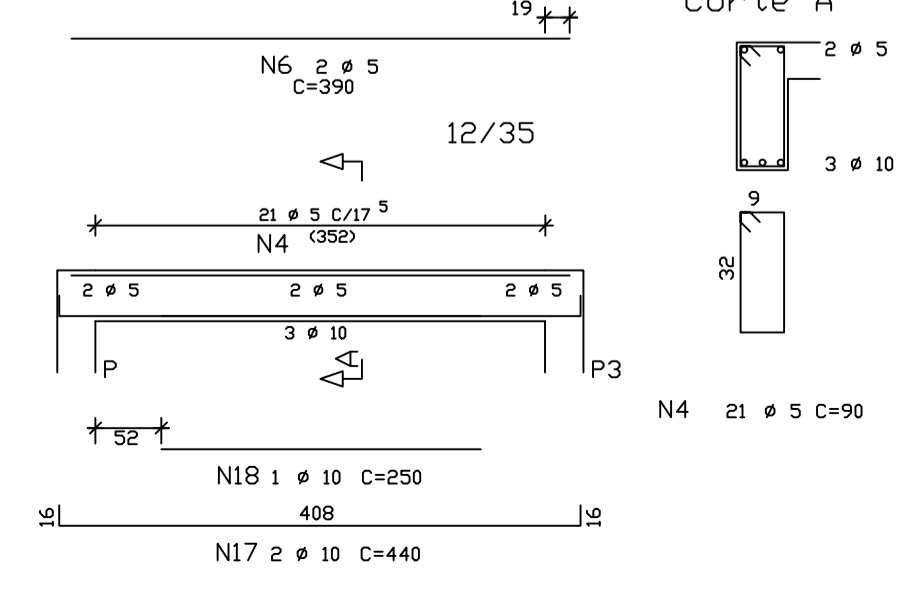 19
N6 2 ø 5
C=390
12/35
21 ø 5 C/17 5
N4 (352)
2 ø 5 2 ø 5 2 ø 5
3 ø 10
A
P P3
52
N18 1 ø 10 C=250
16 408 16
N17 2 ø 10 C=440
Corte A
2 ø 5
3 ø 10
9
32
N4 21 ø 5 C=90